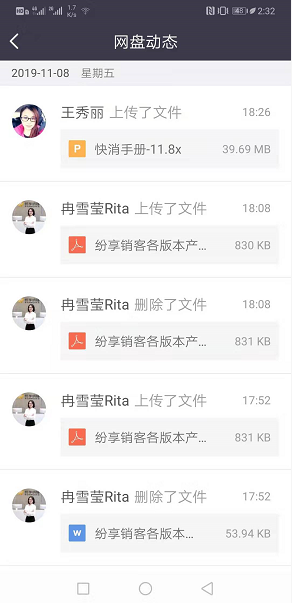 1.7 K/s 48% 2:32
网盘动态
2019-11-08 星期五
王秀丽 上传了文件 18:26
P 快消手册-11.8x 39.69 MB
冉雪莹Rita 上传了文件 18:08
纷享销客各版本产... 830 KB
冉雪莹Rita 删除了文件 18:08
纷享销客各版本产... 831 KB
冉雪莹Rita 上传了文件 17:52
纷享销客各版本产... 831 KB
冉雪莹Rita 删除了文件 17:52
W 纷享销客各版本... 53.94 KB